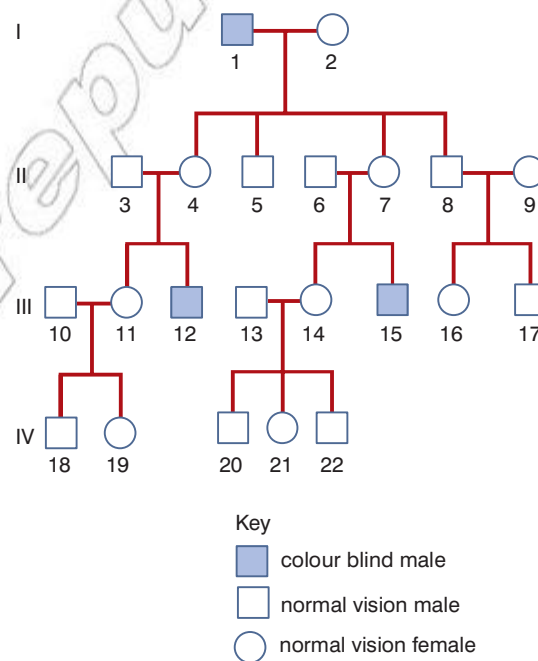 I
1 2
II
3 4 5 6 7 8 9
III
10 11 12 13 14 15 16 17
IV
18 19 20 21 22
Key
colour blind male
normal vision male
normal vision female